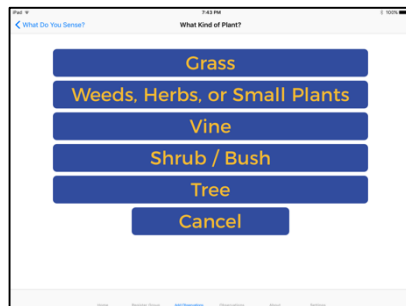 iPad 7:43 PM 100%
What Do You Sense? What Kind of Plant?
Grass
Weeds, Herbs, or Small Plants
Vine
Shrub / Bush
Tree
Cancel